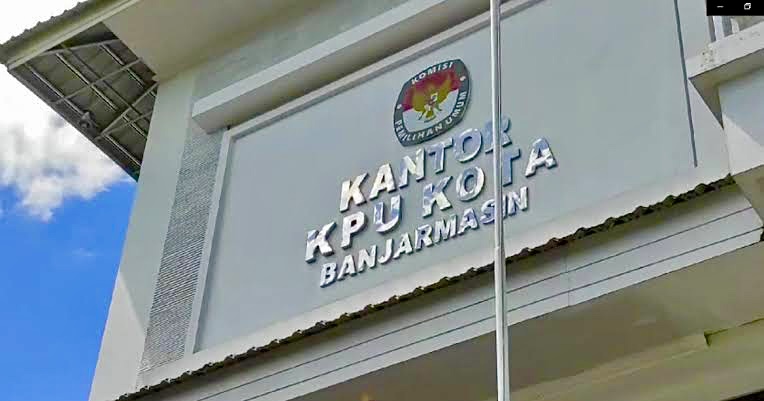 KOMISI
PEMILIHAN UMUM
KANTOR
KPU KOTA
BANJARMASIN